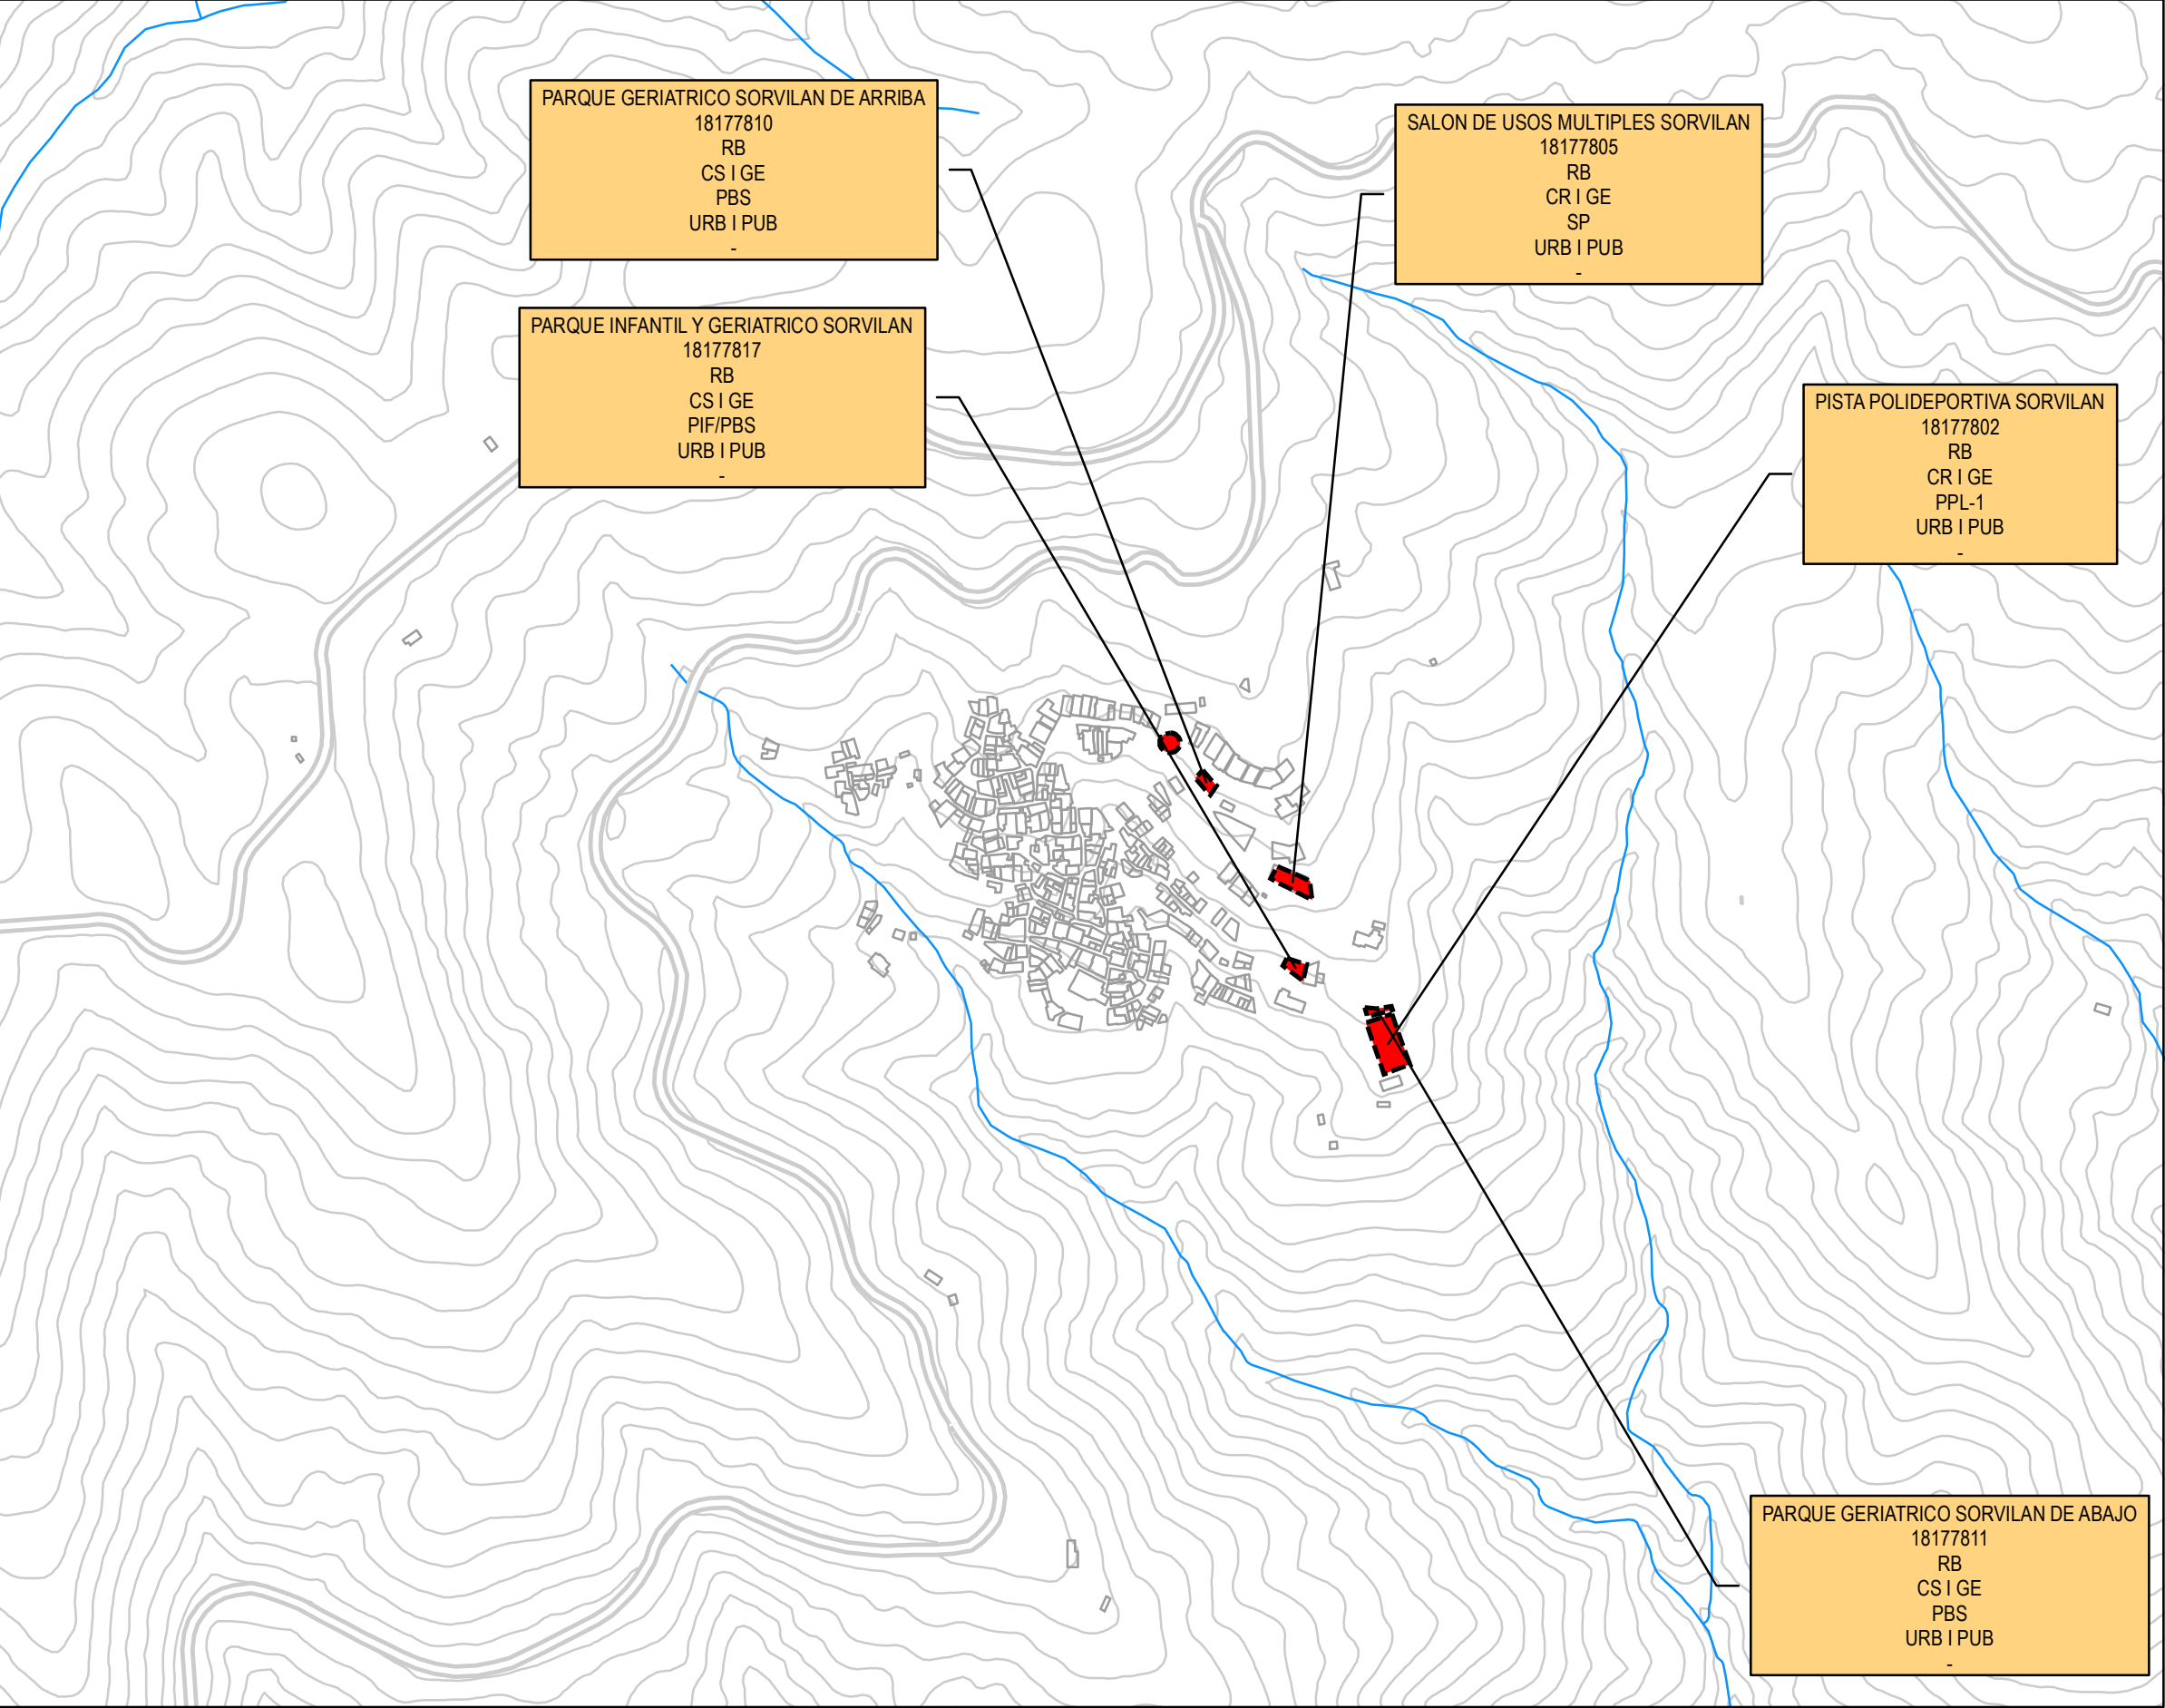 PARQUE GERIATRICO SORVILAN DE ARRIBA
18177810
RB
CS I GE
PBS
URB I PUB
-
SALON DE USOS MULTIPLES SORVILAN
18177805
RB
CR I GE
SP
URB I PUB
-
PARQUE INFANTIL Y GERIATRICO SORVILAN
18177817
RB
CS I GE
PIF/PBS
URB I PUB
-
PISTA POLIDEPORTIVA SORVILAN
18177802
RB
CR I GE
PPL-1
URB I PUB
-
PARQUE GERIATRICO SORVILAN DE ABAJO
18177811
RB
CS I GE
PBS
URB I PUB
-